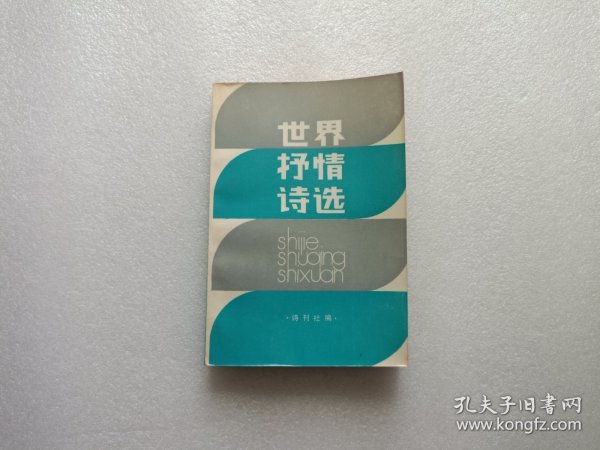 世界
抒情
诗选
shijie
shuqing
shixuan
·诗刊社编·
孔夫子旧书网
www.kongfz.com